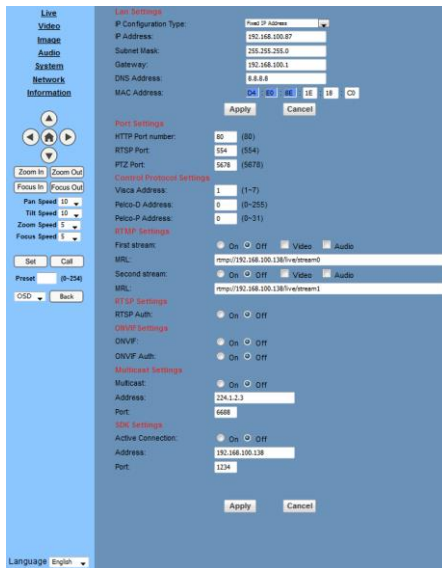 Live
Video
Image
Audio
System
Network
Information
Zoom In Zoom Out
Focus In Focus Out
Pan Speed 10
Tilt Speed 10
Zoom Speed 5
Focus Speed 5
Set Call
Preset (0~254)
OSD Back
Language English
Lan Settings
IP Configuration Type: Fixed IP Address
IP Address: 192.168.100.87
Subnet Mask: 255.255.255.0
Gateway: 192.168.100.1
DNS Address: 8.8.8.8
MAC Address: D4 : E0 : 8E : 1E : 18 : C0
Apply Cancel
Port Settings
HTTP Port number: 80 (80)
RTSP Port: 554 (554)
PTZ Port: 5678 (5678)
Control Protocol Settings
Visca Address: 1 (1~7)
Pelco-D Address: 0 (0~255)
Pelco-P Address: 0 (0~31)
RTMP Settings
First stream: On Off Video Audio
MRL: rtmp://192.168.100.138/live/stream0
Second stream: On Off Video Audio
MRL: rtmp://192.168.100.138/live/stream1
RTSP Settings
RTSP Auth: On Off
ONVIFSettings
ONVIF: On Off
ONVIF Auth: On Off
Multicast Settings
Multicast: On Off
Address: 224.1.2.3
Port: 6688
SDK Settings
Active Connection: On Off
Address: 192.168.100.138
Port: 1234
Apply Cancel